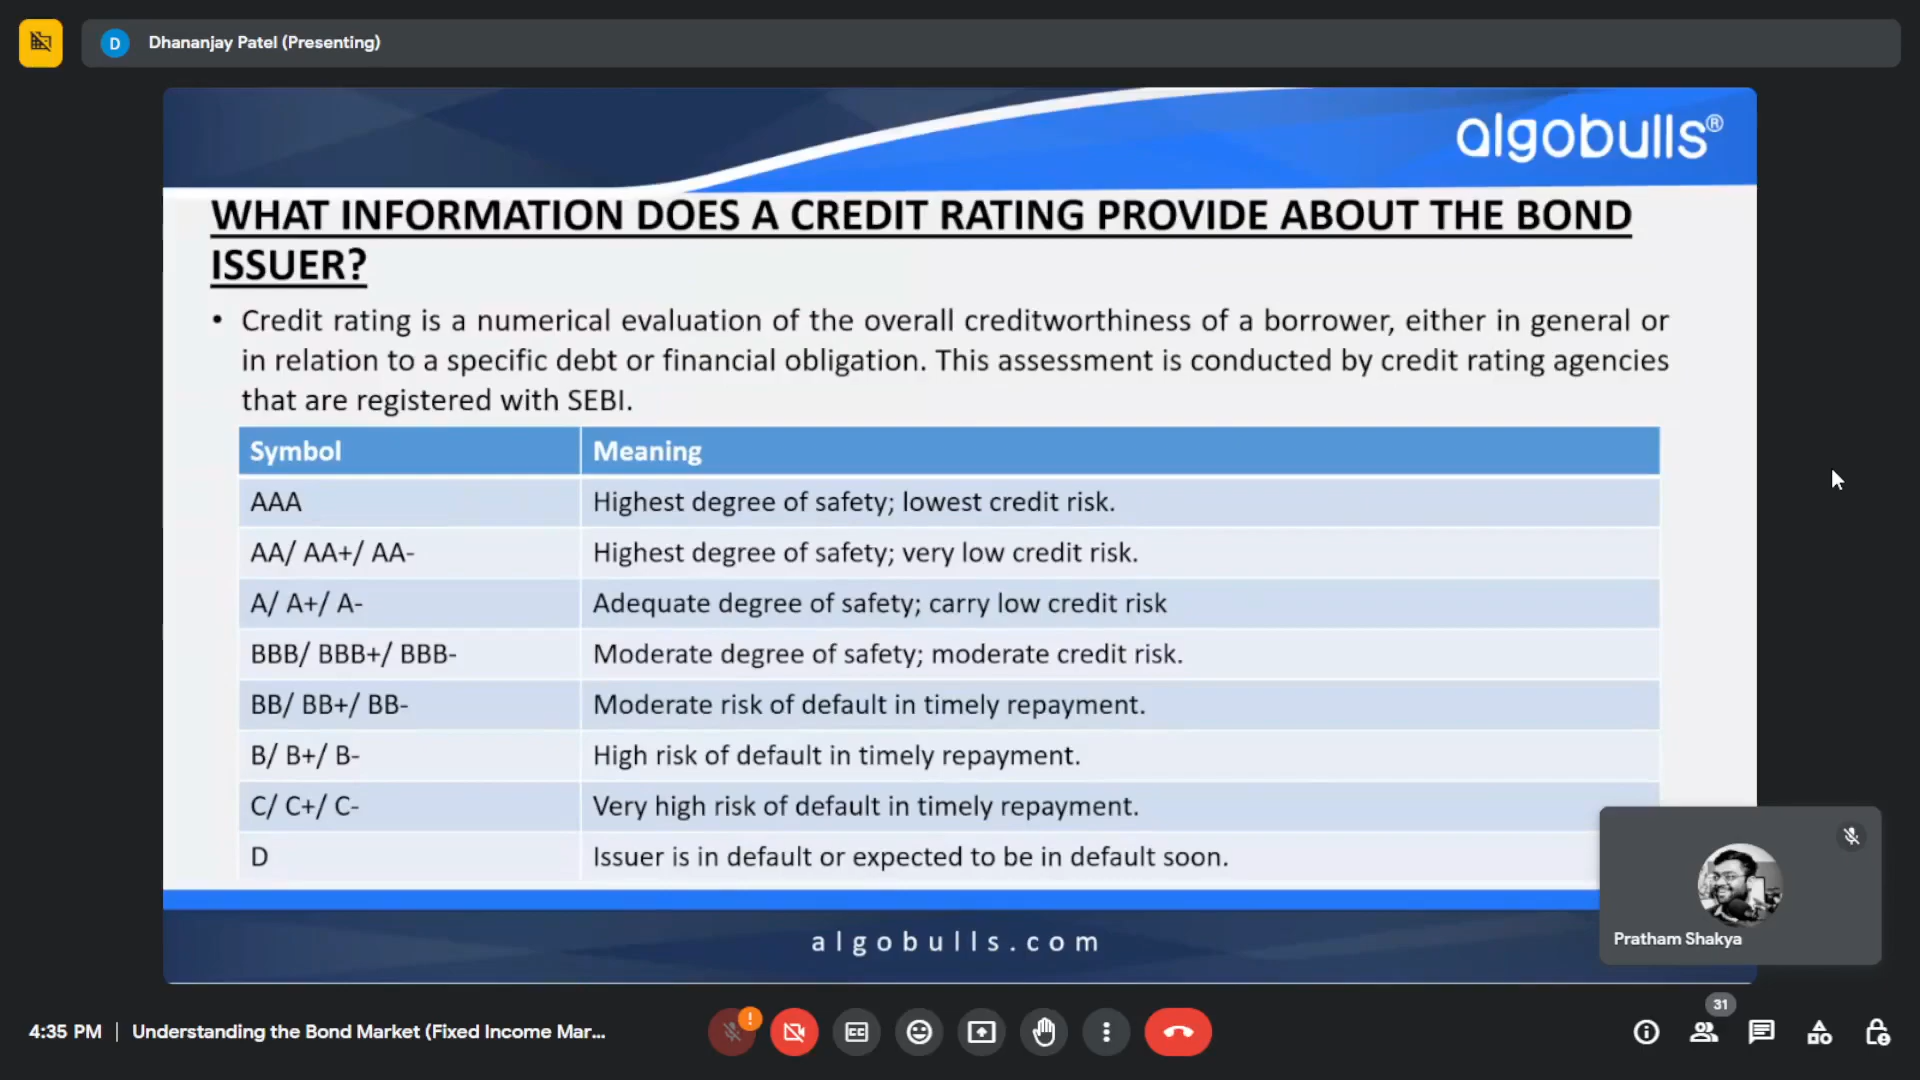 D Dhananjay Patel (Presenting)
algobulls®
WHAT INFORMATION DOES A CREDIT RATING PROVIDE ABOUT THE BOND
ISSUER?
• Credit rating is a numerical evaluation of the overall creditworthiness of a borrower, either in general or
in relation to a specific debt or financial obligation. This assessment is conducted by credit rating agencies
that are registered with SEBI.
Symbol Meaning
AAA Highest degree of safety; lowest credit risk.
AA/ AA+/ AA- Highest degree of safety; very low credit risk.
A/ A+/ A- Adequate degree of safety; carry low credit risk
BBB/ BBB+/ BBB- Moderate degree of safety; moderate credit risk.
BB/ BB+/ BB- Moderate risk of default in timely repayment.
B/ B+/ B- High risk of default in timely repayment.
C/ C+/ C- Very high risk of default in timely repayment.
D Issuer is in default or expected to be in default soon.
Pratham Shakya
algobulls.com
4:35 PM | Understanding the Bond Market (Fixed Income Mar...
!
CC
31